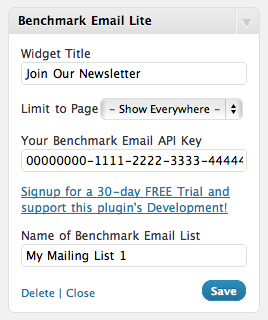 Benchmark Email Lite
Widget Title
Join Our Newsletter
Limit to Page – Show Everywhere –
Your Benchmark Email API Key
00000000-1111-2222-3333-44444
Signup for a 30-day FREE Trial and
support this plugin's Development!
Name of Benchmark Email List
My Mailing List 1
Delete | Close Save